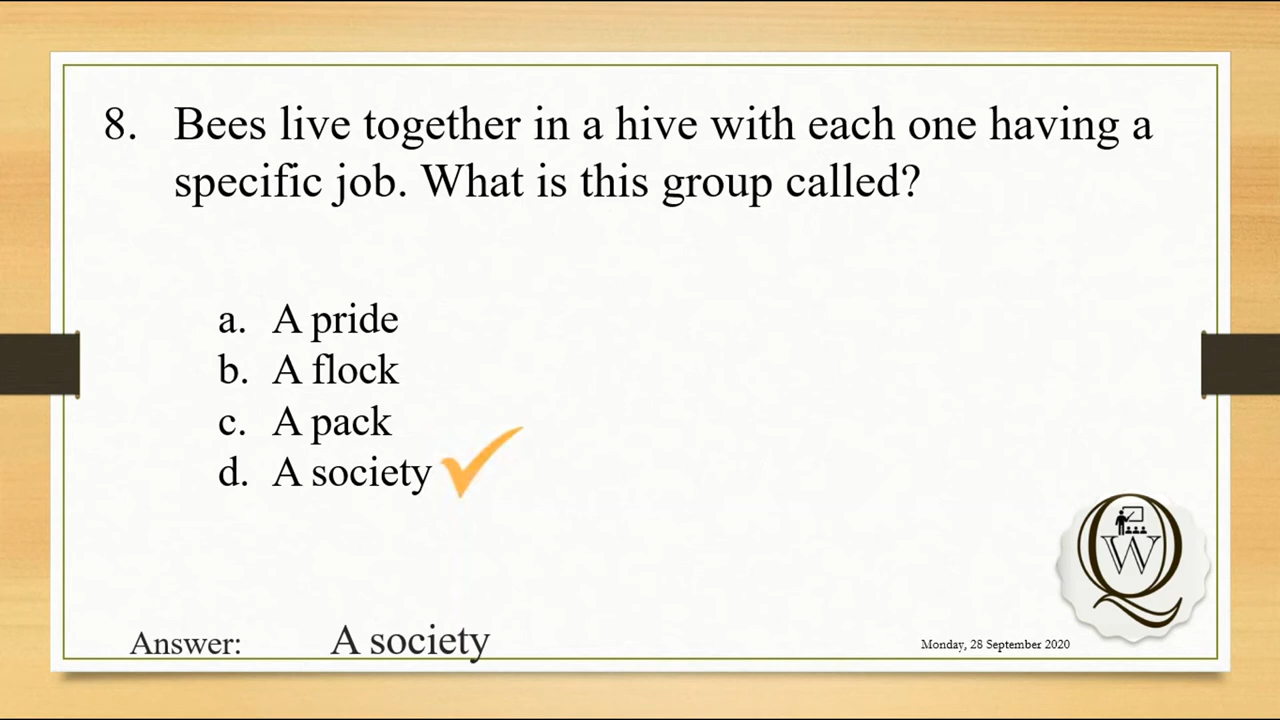 8. Bees live together in a hive with each one having a
specific job. What is this group called?
a. A pride
b. A flock
c. A pack
d. A society
QW
Answer: A society
Monday, 28 September 2020